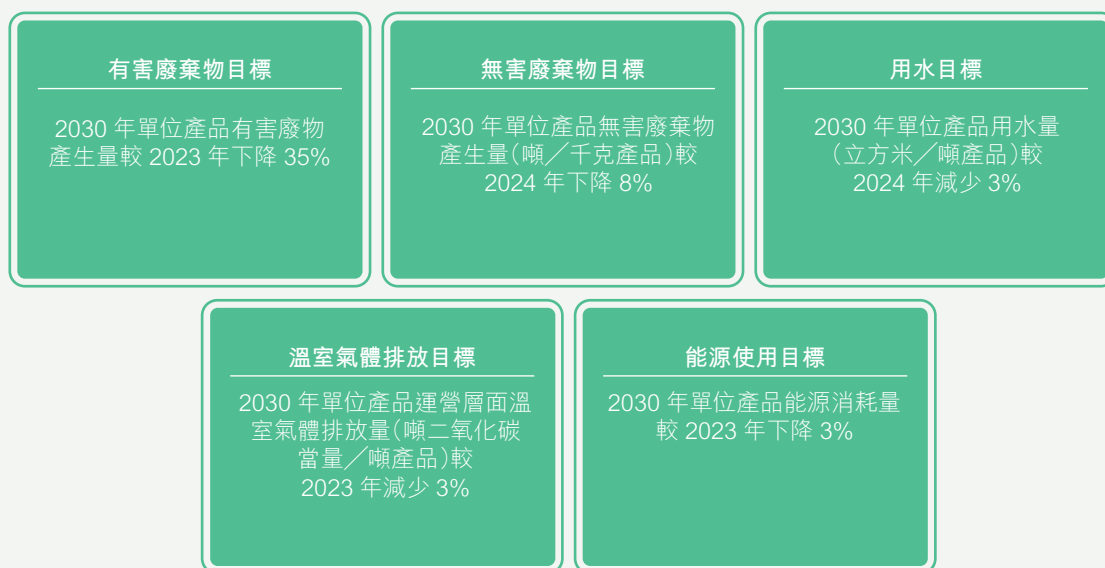 有害廢棄物目標
2030 年單位產品有害廢物
產生量較 2023 年下降 35%
無害廢棄物目標
2030 年單位產品無害廢棄物
產生量(噸／千克產品)較
2024 年下降 8%
用水目標
2030 年單位產品用水量
(立方米／噸產品)較
2024 年減少 3%
溫室氣體排放目標
2030 年單位產品運營層面溫
室氣體排放量(噸二氧化碳
當量／噸產品)較
2023 年減少 3%
能源使用目標
2030 年單位產品能源消耗量
較 2023 年下降 3%